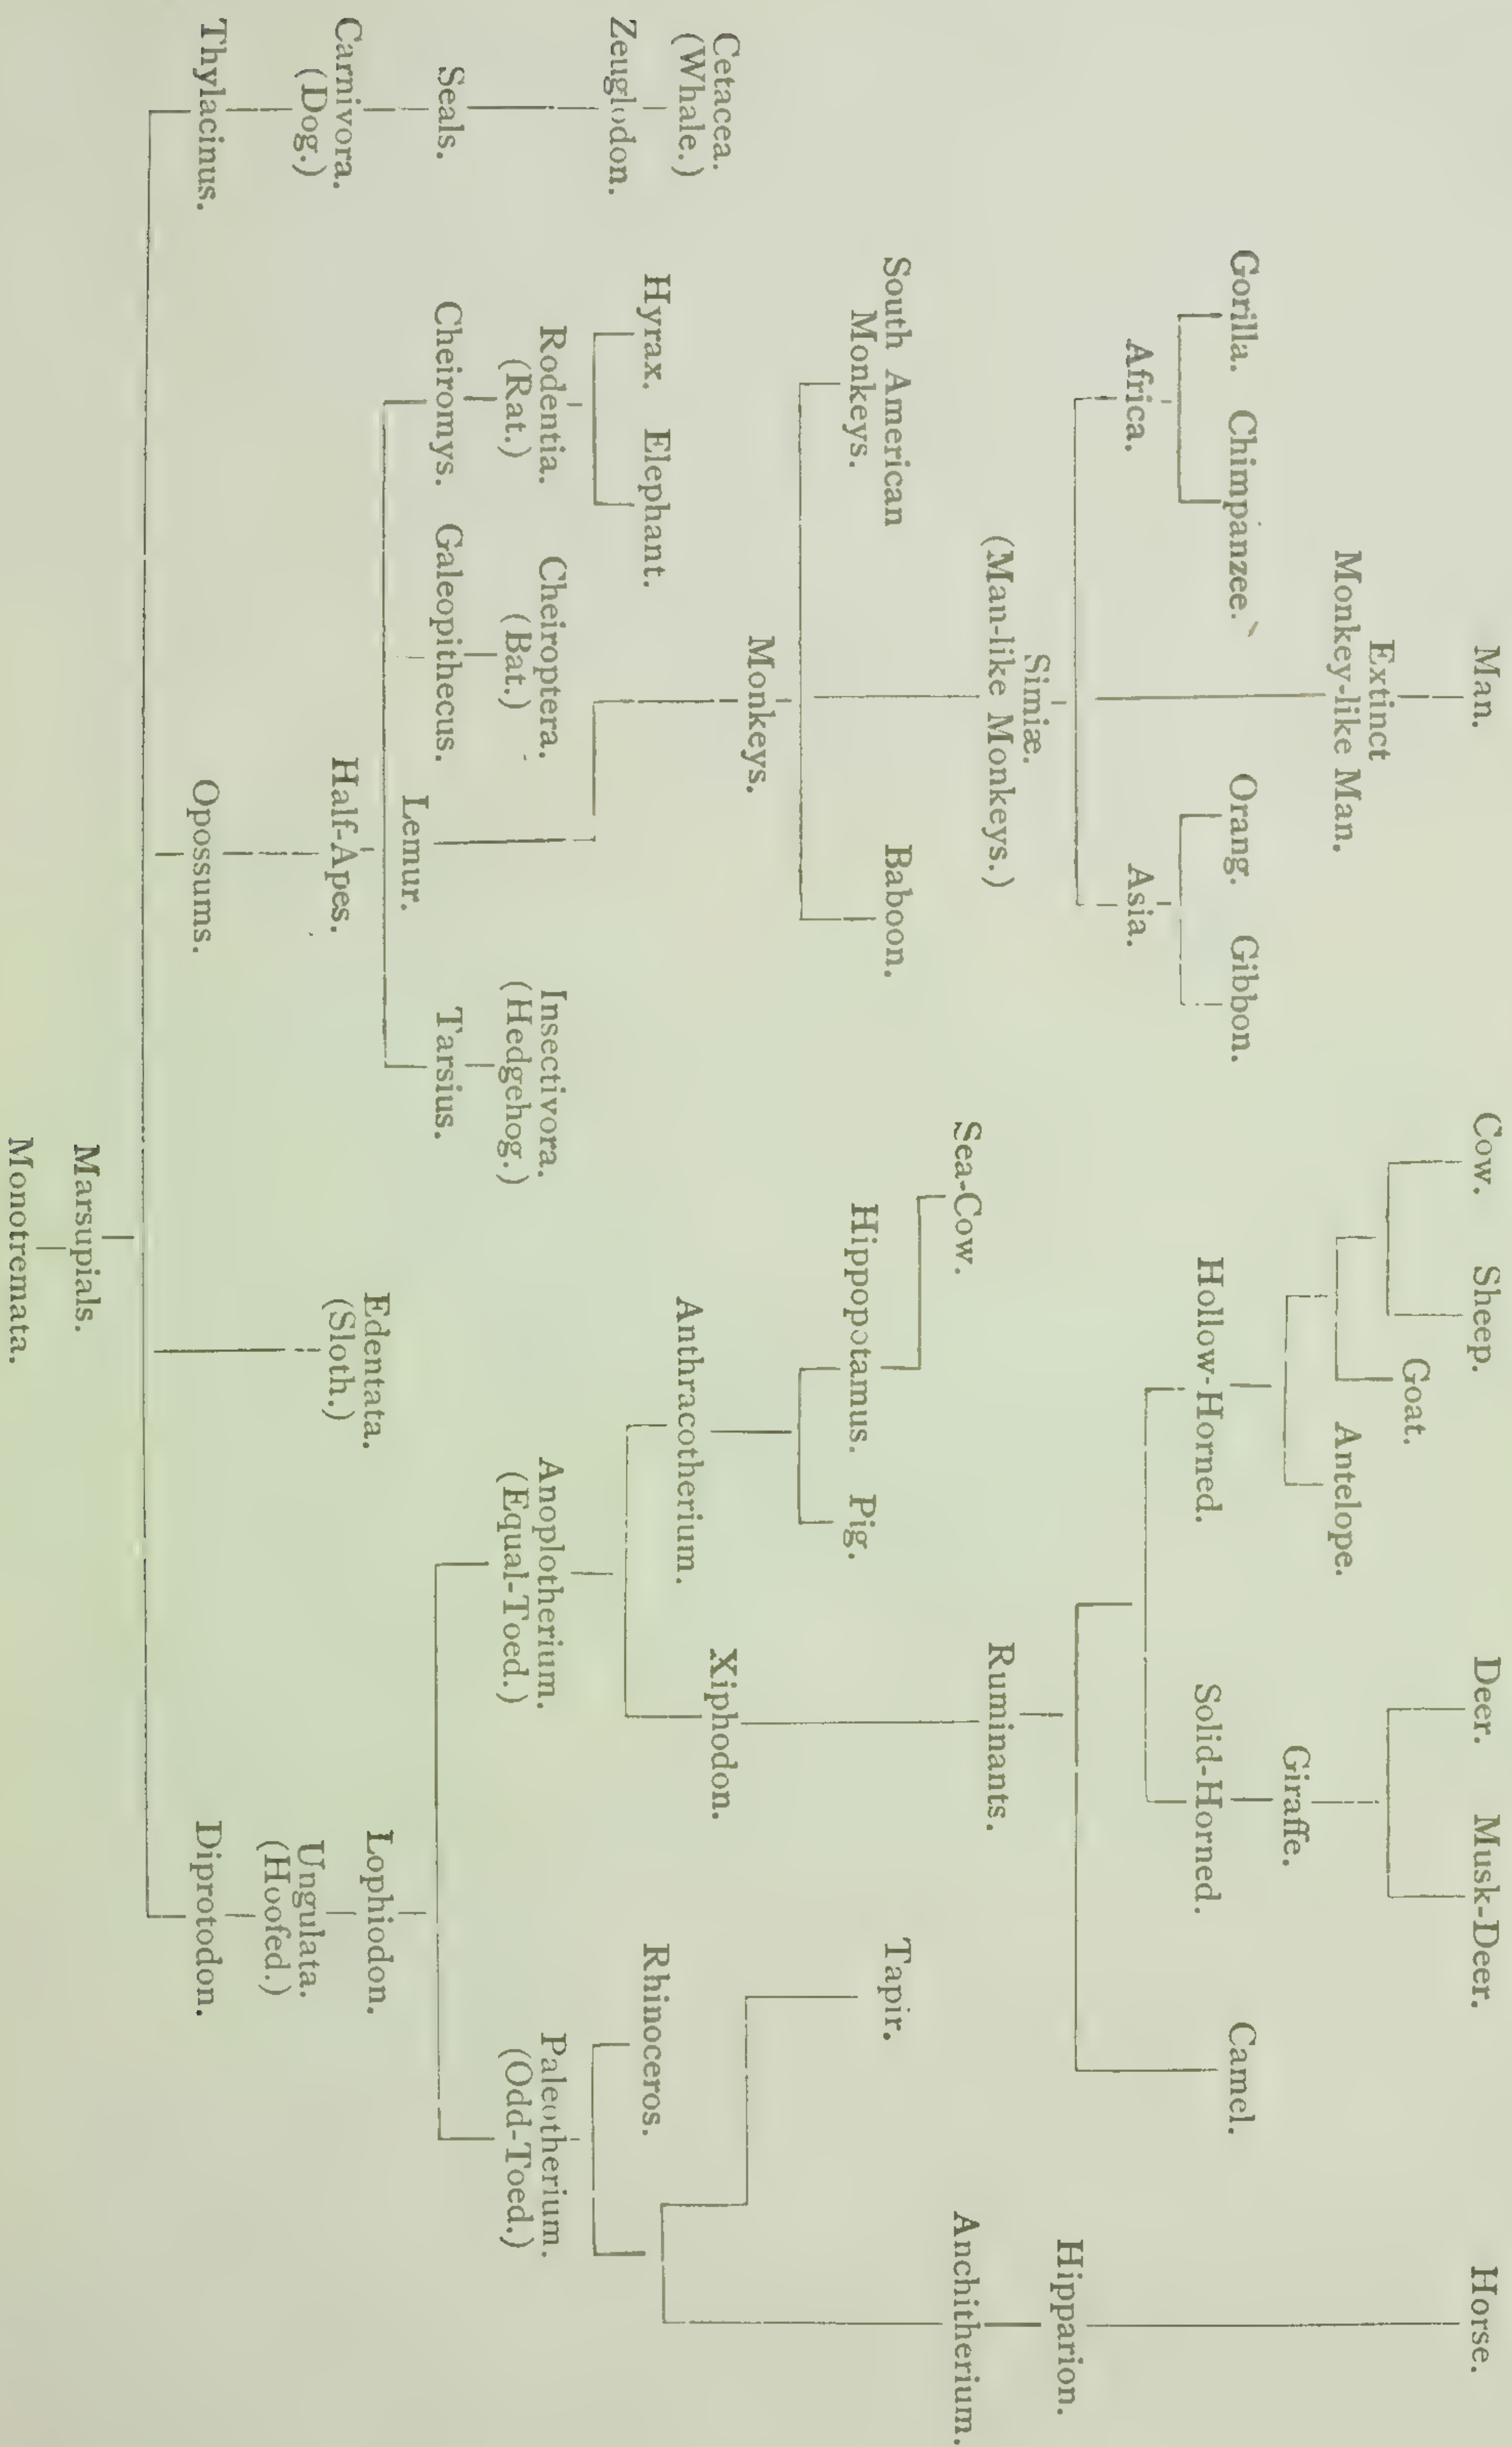 Man.
Cow. Sheep.
Deer. Musk-Deer.
Horse.
Extinct
Monkey-like Man.
Goat.
Antelope.
Giraffe.
Gorilla. Chimpanzee.
Orang. Gibbon.
Camel.
Hollow-Horned.
Solid-Horned.
Africa.
Asia.
Hipparion.
Simiæ.
(Man-like Monkeys.)
Ruminants.
Sea-Cow.
Anchitherium.
South American
Monkeys.
Baboon.
Tapir.
Hippopotamus. Pig.
Monkeys.
Cetacea.
(Whale.)
Xiphodon.
Anthracotherium.
Zeuglodon.
Hyrax. Elephant.
Rhinoceros.
Rodentia.
(Rat.)
Cheiroptera.
(Bat.)
Insectivora.
(Hedgehog.)
Anoplotherium.
(Equal-Toed.)
Paleotherium.
(Odd-Toed.)
Seals.
Cheiromys. Galeopithecus.
Lemur.
Tarsius.
Carnivora.
(Dog.)
Half-Apes.
Edentata.
(Sloth.)
Lophiodon.
Ungulata.
(Hoofed.)
Thylacinus.
Opossums.
Diprotodon.
Marsupials.
Monotremata.